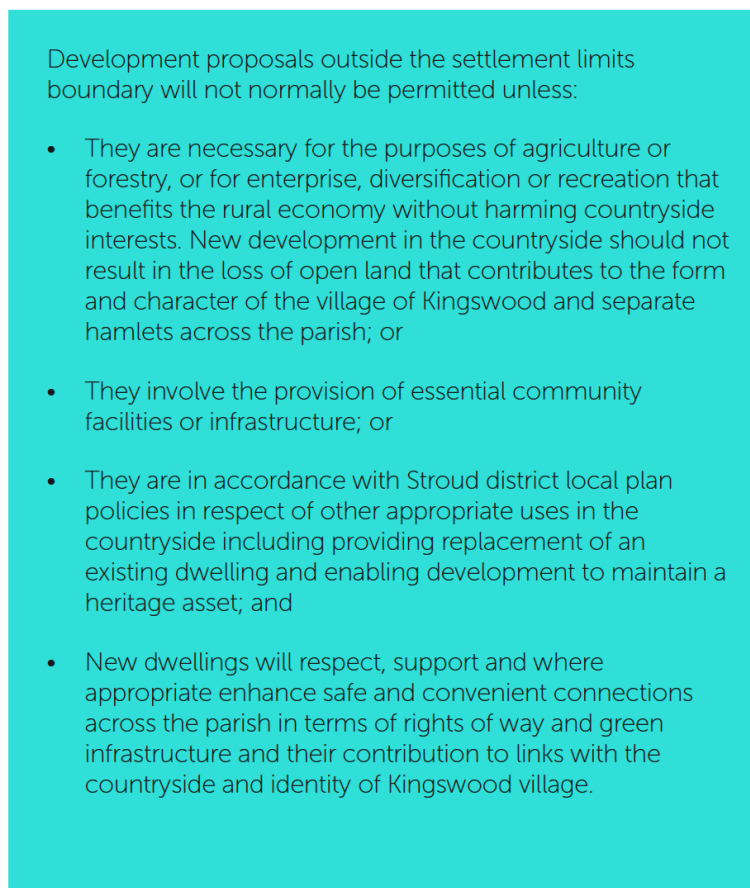 Development proposals outside the settlement limits
boundary will not normally be permitted unless:
• They are necessary for the purposes of agriculture or
forestry, or for enterprise, diversification or recreation that
benefits the rural economy without harming countryside
interests. New development in the countryside should not
result in the loss of open land that contributes to the form
and character of the village of Kingswood and separate
hamlets across the parish; or
• They involve the provision of essential community
facilities or infrastructure; or
• They are in accordance with Stroud district local plan
policies in respect of other appropriate uses in the
countryside including providing replacement of an
existing dwelling and enabling development to maintain a
heritage asset; and
• New dwellings will respect, support and where
appropriate enhance safe and convenient connections
across the parish in terms of rights of way and green
infrastructure and their contribution to links with the
countryside and identity of Kingswood village.